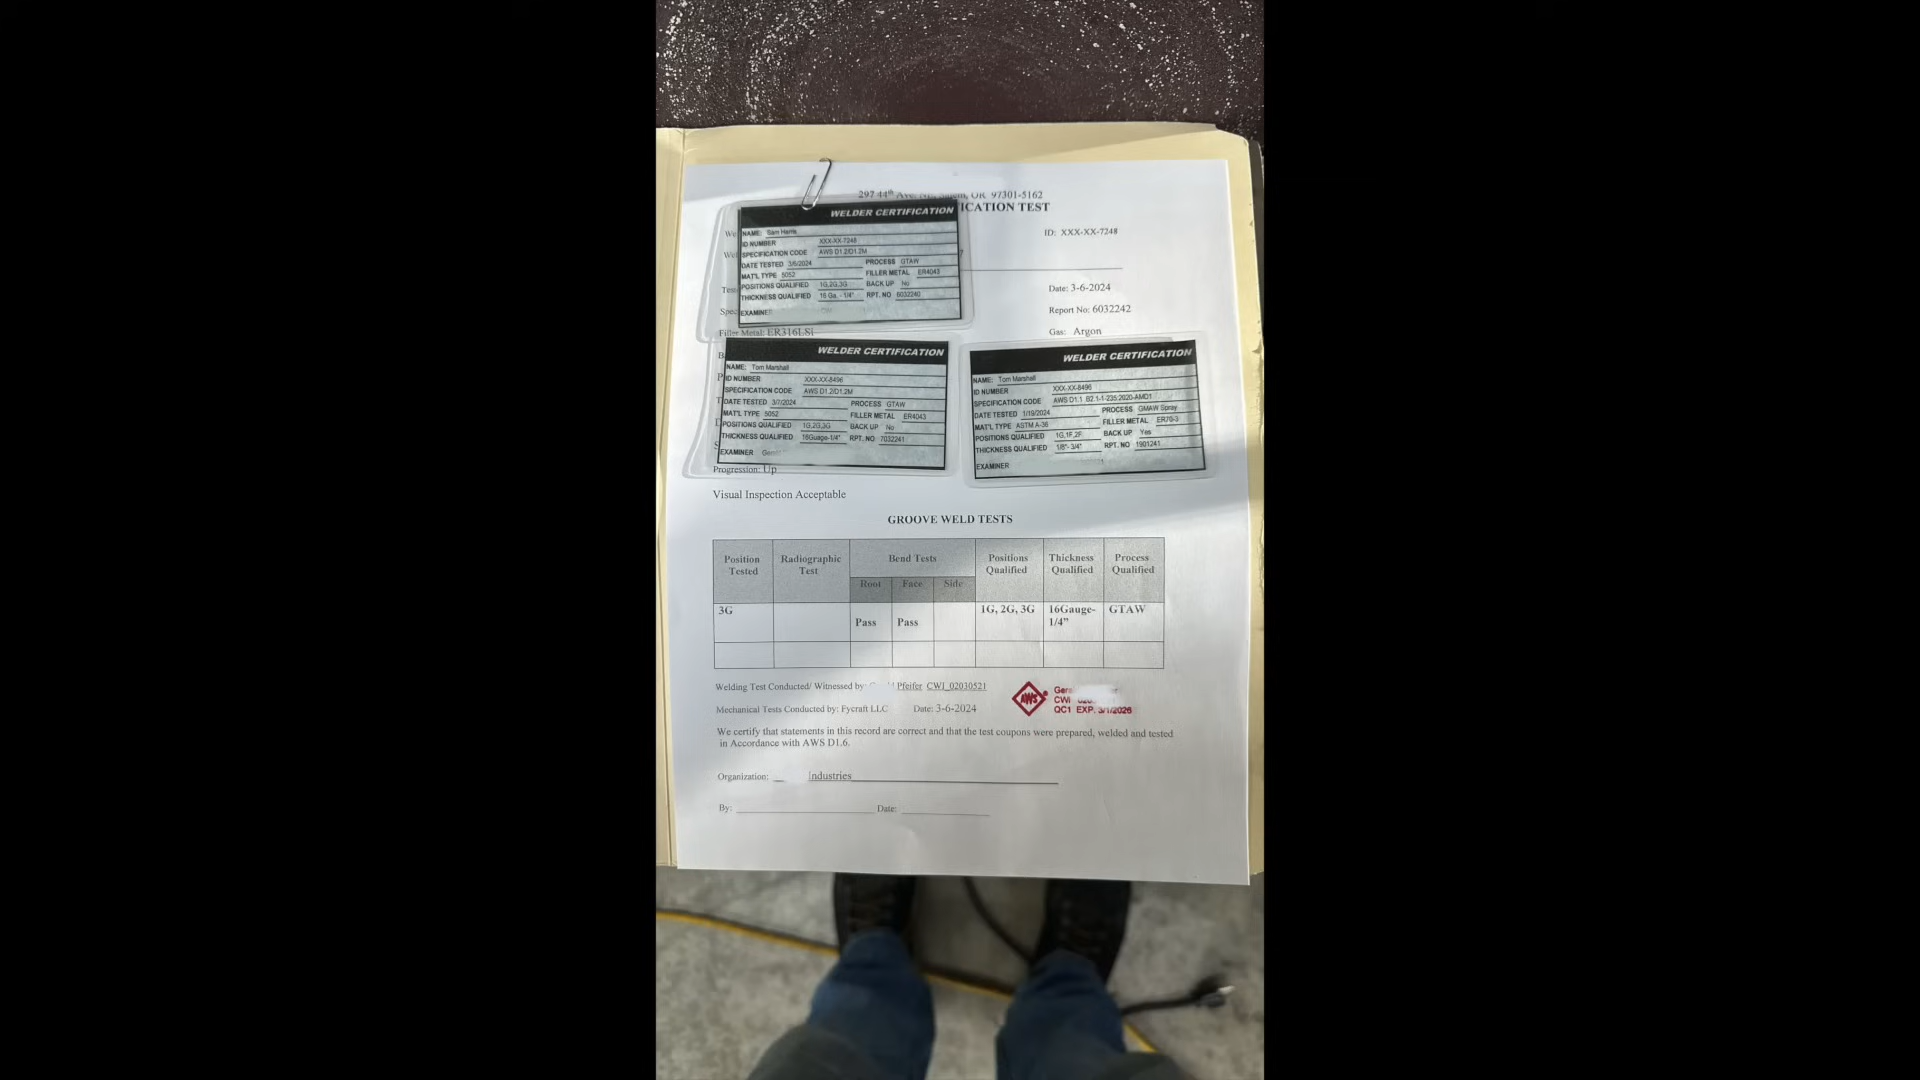 297 44th Ave. NE, Salem, OR 97301-5162
ICATION TEST
ID: XXX-XX-7248
WELDER CERTIFICATION
NAME: Sam Harris
ID NUMBER XXX-XX-7248
SPECIFICATION CODE AWS D1.2/D1.2M
DATE TESTED 3/6/2024 PROCESS GTAW
MAT'L TYPE 5052 FILLER METAL ER4043
POSITIONS QUALIFIED 1G,2G,3G BACK UP No
THICKNESS QUALIFIED 16 Ga. - 1/4" RPT. NO 6032240
EXAMINER
Date: 3-6-2024
Report No: 6032242
Filler Metal: ER316LSi
Gas: Argon
WELDER CERTIFICATION
NAME: Tom Marshall
ID NUMBER XXX-XX-8496
SPECIFICATION CODE AWS D1.2/D1.2M
DATE TESTED 3/7/2024 PROCESS GTAW
MAT'L TYPE 5052 FILLER METAL ER4043
POSITIONS QUALIFIED 1G,2G,3G BACK UP No
THICKNESS QUALIFIED 16Guage-1/4" RPT. NO 7032241
EXAMINER
WELDER CERTIFICATION
NAME: Tom Marshall
ID NUMBER XXX-XX-8496
SPECIFICATION CODE AWS D1.1 B2.1-1-235:2020-AMD1
DATE TESTED 1/19/2024 PROCESS GMAW Spray
MAT'L TYPE ASTM A-36 FILLER METAL ER70-3
POSITIONS QUALIFIED 1G,1F,2F BACK UP Yes
THICKNESS QUALIFIED 1/8"- 3/4" RPT. NO 1901241
EXAMINER
Progression: Up
Visual Inspection Acceptable
GROOVE WELD TESTS
Position Tested Radiographic Test Bend Tests Positions Qualified Thickness Qualified Process Qualified
Root Face Side
3G Pass Pass 1G, 2G, 3G 16Gauge-1/4" GTAW
Welding Test Conducted/ Witnessed by: Pfeifer CWI_02030521
Mechanical Tests Conducted by: Fycraft LLC Date: 3-6-2024
AWS
CWI
QC1 EXP. 3/1/2026
We certify that statements in this record are correct and that the test coupons were prepared, welded and tested
in Accordance with AWS D1.6.
Organization: Industries
By: Date: